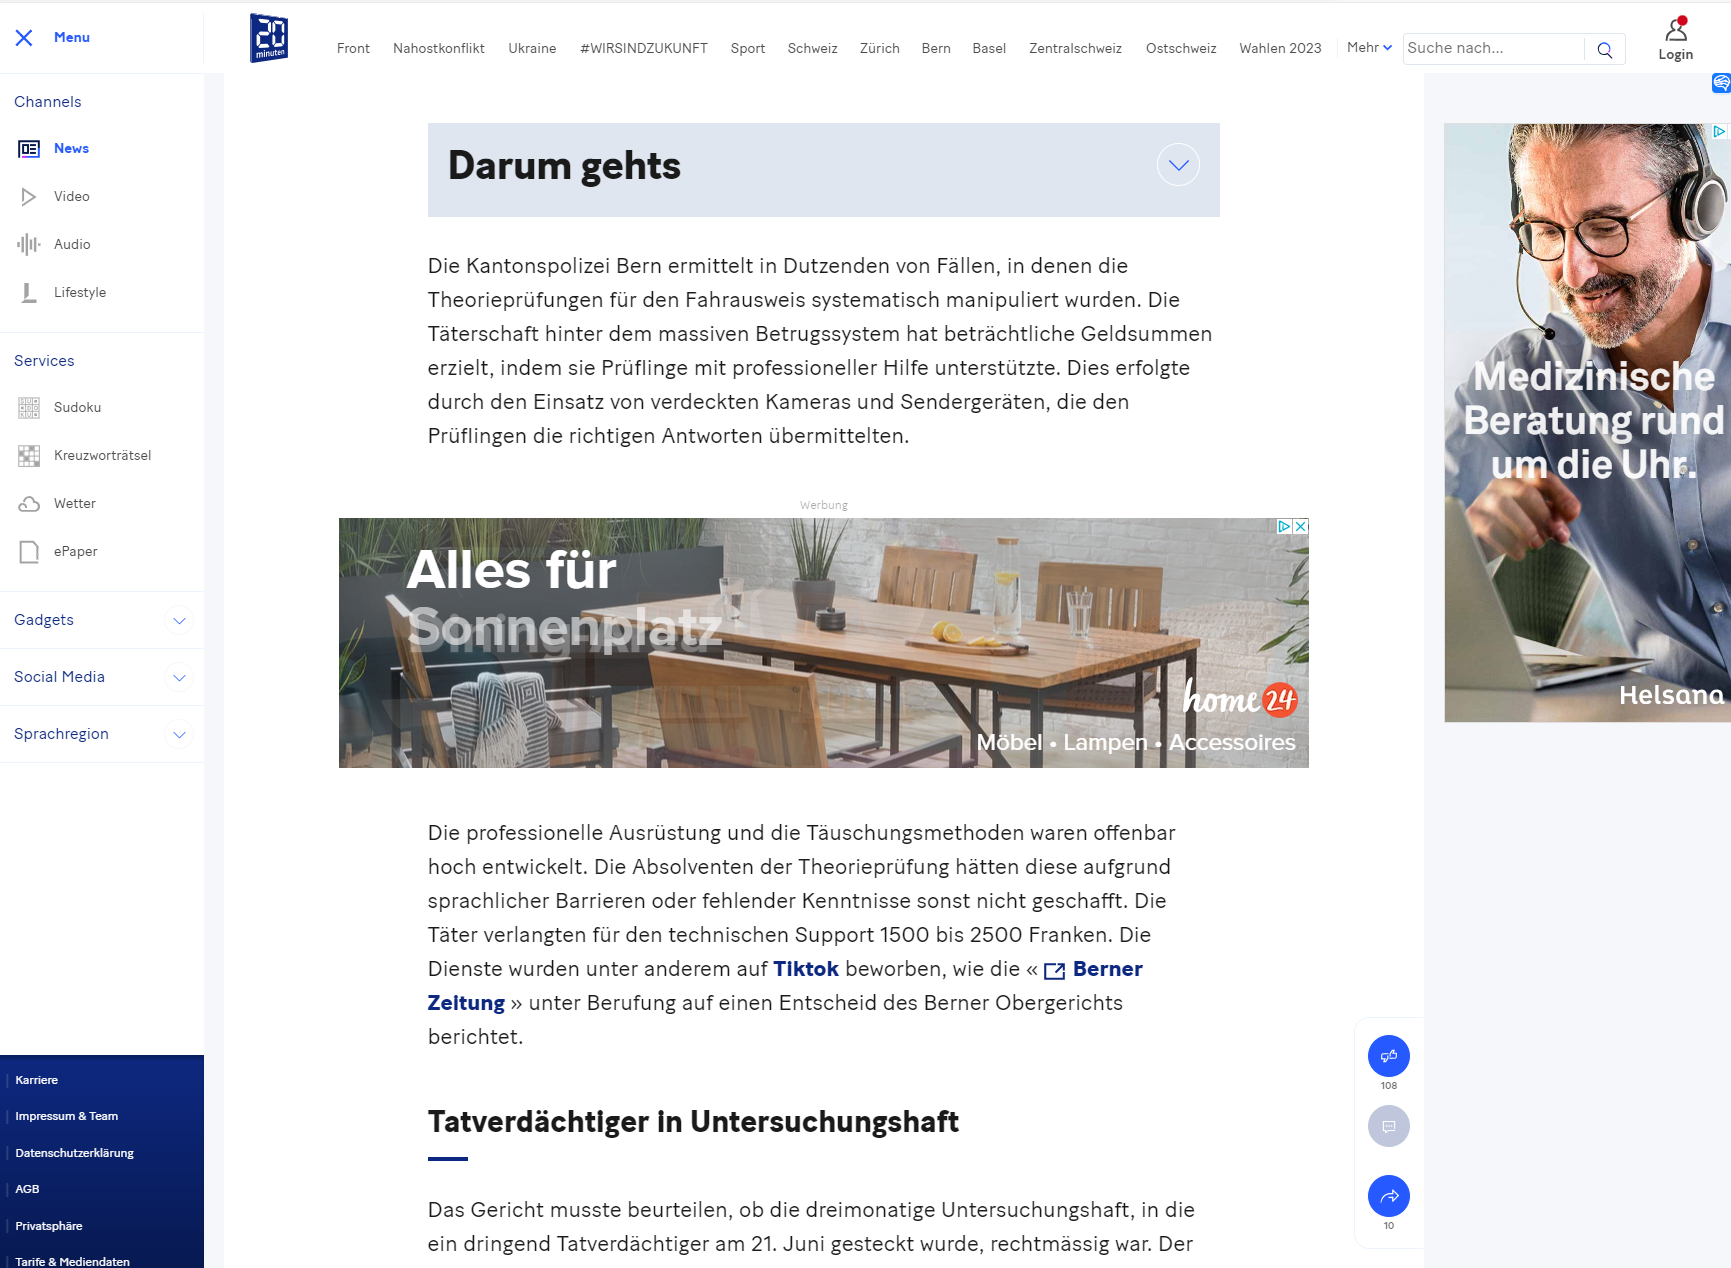 Menu
20
minuten
Front
Nahostkonflikt
Ukraine
#WIRSINDZUKUNFT
Sport
Schweiz
Zürich
Bern
Basel
Zentralschweiz
Ostschweiz
Wahlen 2023
Mehr
Suche nach...
Login
Channels
News
Video
Audio
Lifestyle
Services
Sudoku
Kreuzworträtsel
Wetter
ePaper
Gadgets
Social Media
Sprachregion
Karriere
Impressum & Team
Datenschutzerklärung
AGB
Privatsphäre
Tarife & Mediendaten
Darum gehts
Die Kantonspolizei Bern ermittelt in Dutzenden von Fällen, in denen die
Theorieprüfungen für den Fahrausweis systematisch manipuliert wurden. Die
Täterschaft hinter dem massiven Betrugssystem hat beträchtliche Geldsummen
erzielt, indem sie Prüflinge mit professioneller Hilfe unterstützte. Dies erfolgte
durch den Einsatz von verdeckten Kameras und Sendergeräten, die den
Prüflingen die richtigen Antworten übermittelten.
Werbung
Alles für
Sonnenplatz
home24
Möbel • Lampen • Accessoires
Die professionelle Ausrüstung und die Täuschungsmethoden waren offenbar
hoch entwickelt. Die Absolventen der Theorieprüfung hätten diese aufgrund
sprachlicher Barrieren oder fehlender Kenntnisse sonst nicht geschafft. Die
Täter verlangten für den technischen Support 1500 bis 2500 Franken. Die
Dienste wurden unter anderem auf Tiktok beworben, wie die « Berner
Zeitung » unter Berufung auf einen Entscheid des Berner Obergerichts
berichtet.
Tatverdächtiger in Untersuchungshaft
Das Gericht musste beurteilen, ob die dreimonatige Untersuchungshaft, in die
ein dringend Tatverdächtiger am 21. Juni gesteckt wurde, rechtmässig war. Der
108
10
Medizinische
Beratung rund
um die Uhr.
Helsana